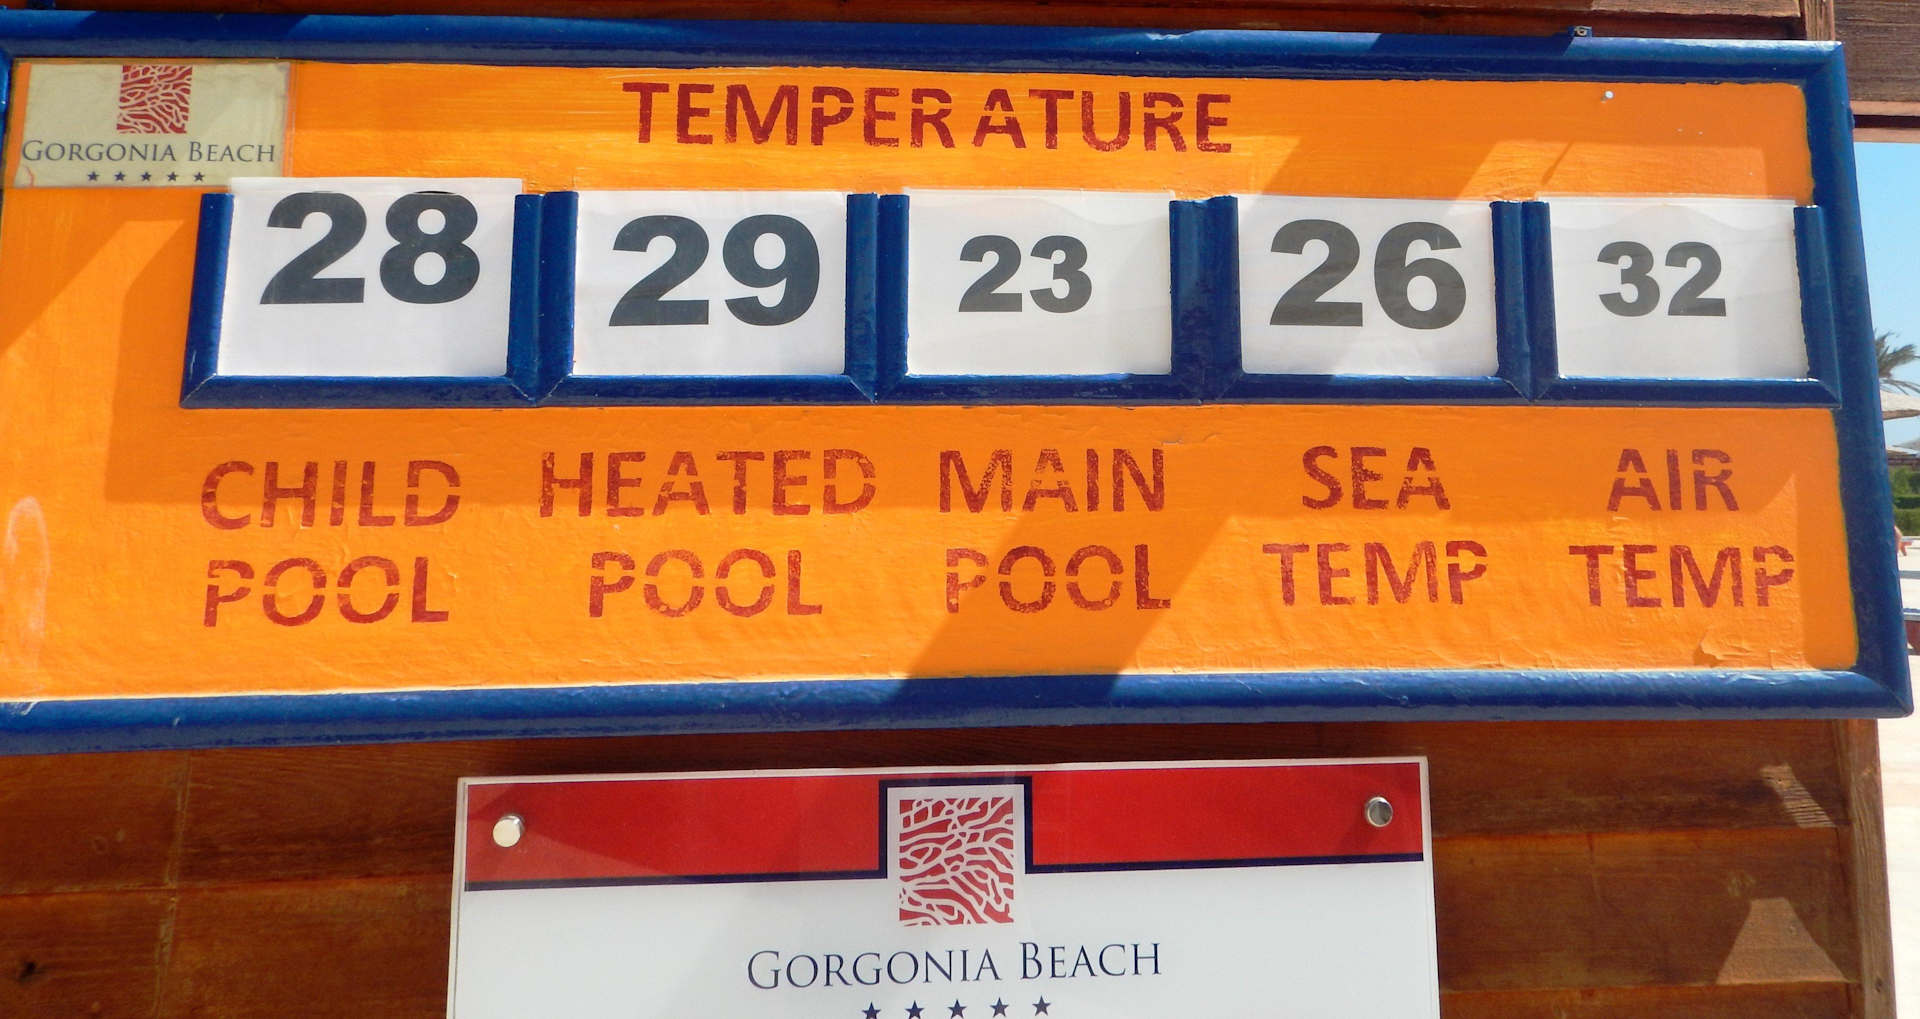 GORGONIA BEACH
TEMPERATURE
28 29 23 26 32
CHILD HEATED MAIN SEA AIR
POOL POOL POOL TEMP TEMP
GORGONIA BEACH